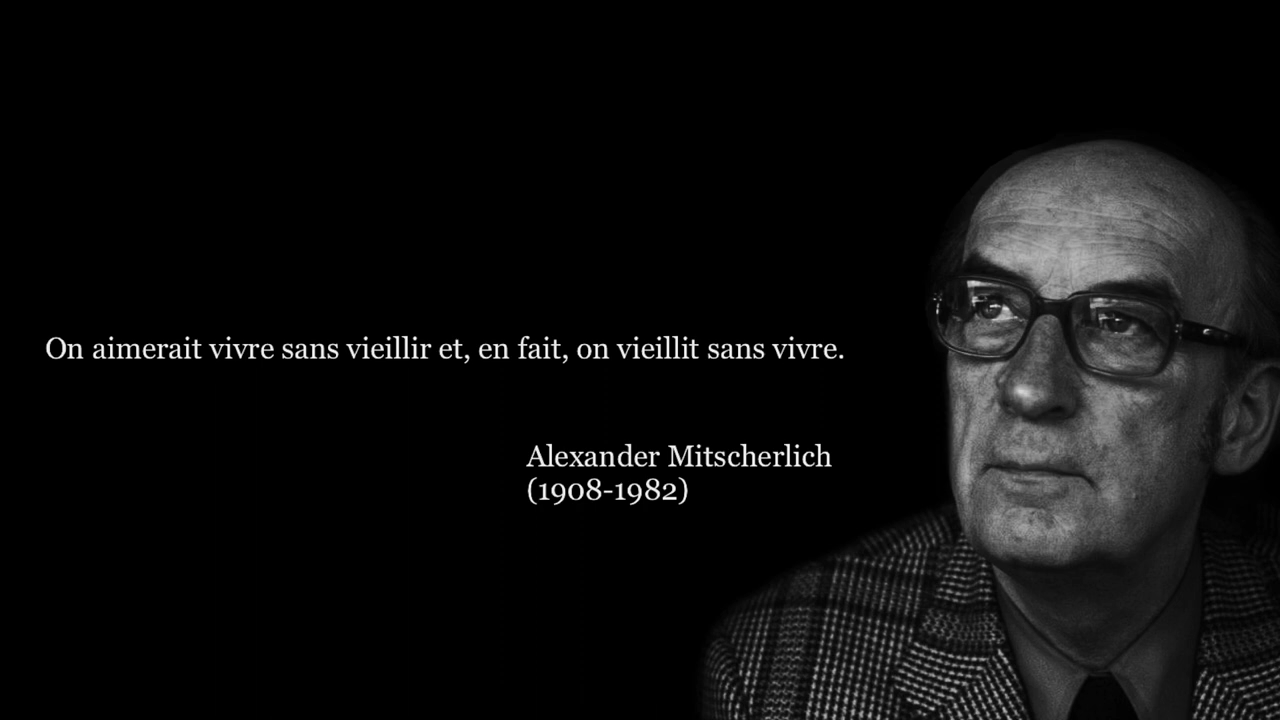 On aimerait vivre sans vieillir et, en fait, on vieillit sans vivre.
Alexander Mitscherlich
(1908-1982)